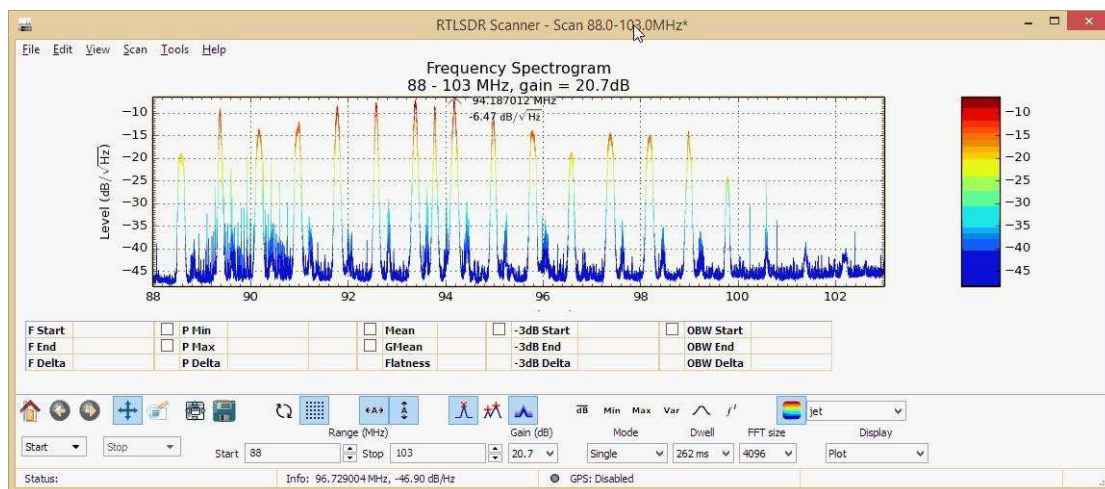 RTLSDR Scanner - Scan 88.0-103.0MHz*
File Edit View Scan Tools Help
Frequency Spectrogram
88 - 103 MHz, gain = 20.7dB
94.187012 MHz
-6.47 dB/√Hz
Level (dB/√Hz)
−10
−15
−20
−25
−30
−35
−40
−45
88 90 92 94 96 98 100 102
−10
−15
−20
−25
−30
−35
−40
−45
F Start P Min Mean -3dB Start OBW Start
F End P Max GMean -3dB End OBW End
F Delta P Delta Flatness -3dB Delta OBW Delta
A A dB Min Max Var f' jet
Range (MHz) Gain (dB) Mode Dwell FFT size Display
Start Stop Start 88 Stop 103 20.7 Single 262 ms 4096 Plot
Status: Info: 96.729004 MHz, -46.90 dB/Hz GPS: Disabled